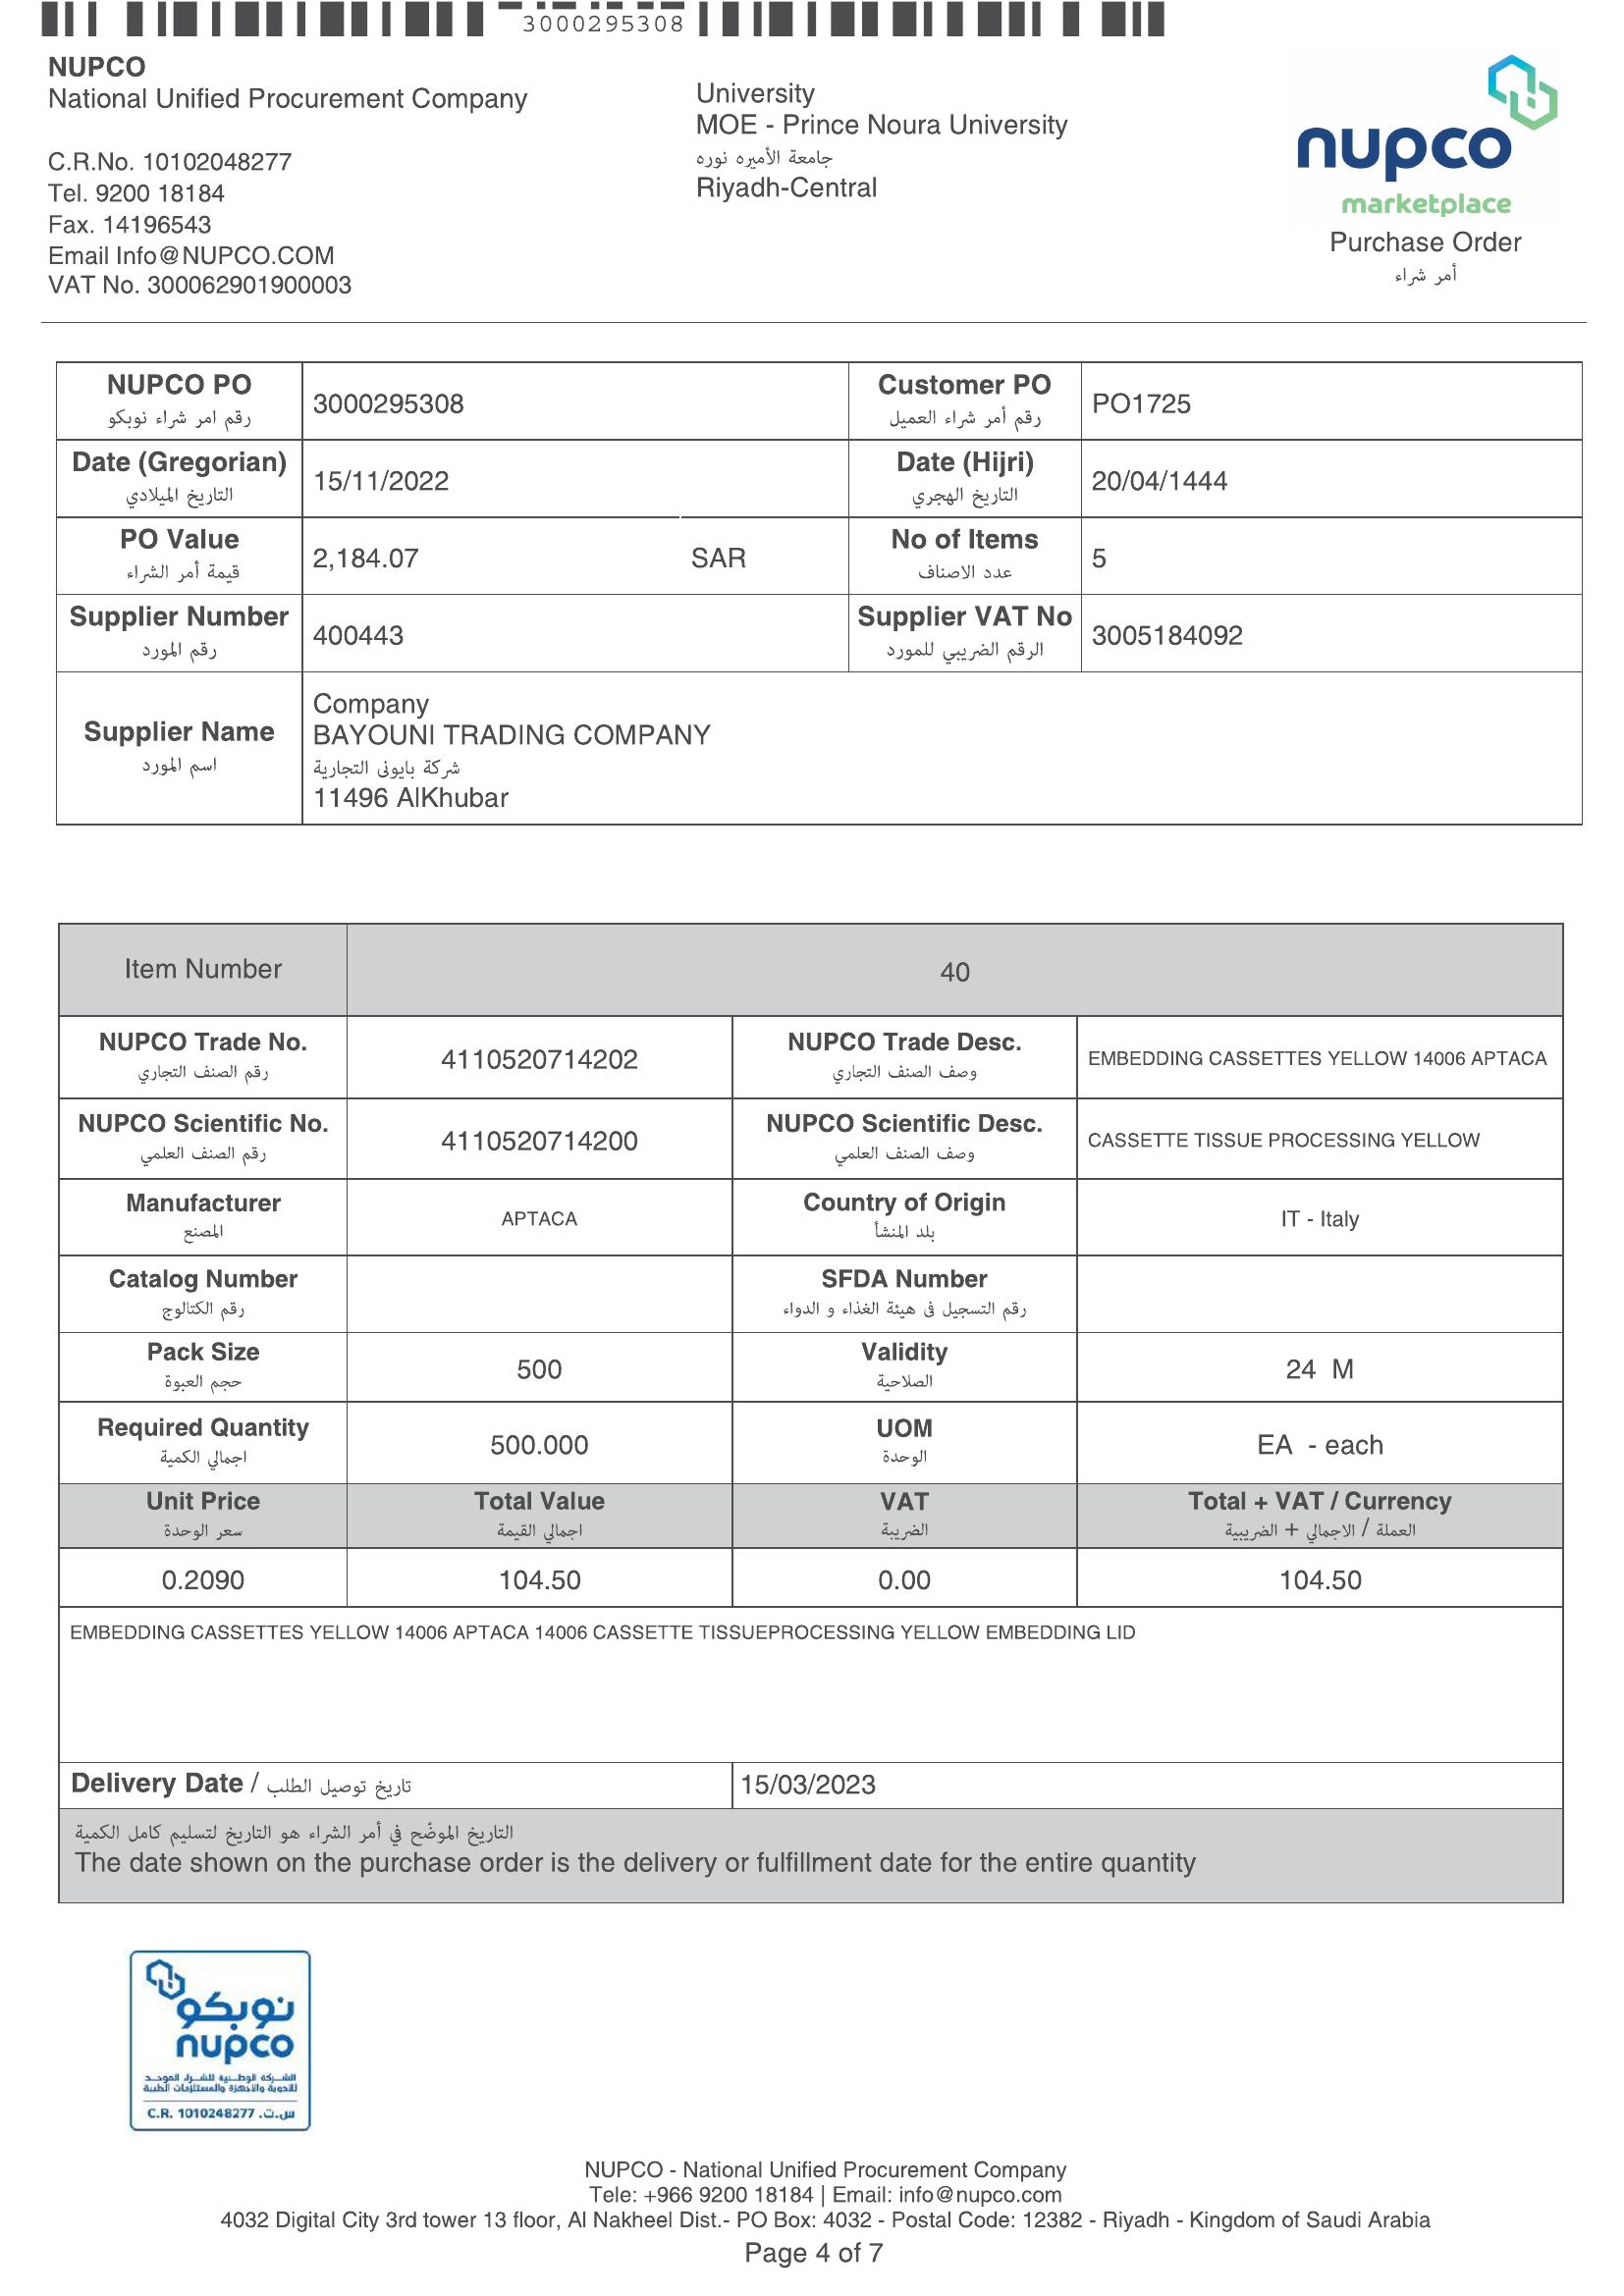 3000295308
NUPCO
National Unified Procurement Company
C.R.No. 10102048277
Tel. 9200 18184
Fax. 14196543
Email Info@NUPCO.COM
VAT No. 300062901900003
University
MOE - Prince Noura University
جامعة الأميره نوره
Riyadh-Central
nupco
marketplace
Purchase Order
أمر شراء
NUPCO PO
رقم امر شراء نوبكو
3000295308
Customer PO
رقم أمر شراء العميل
PO1725
Date (Gregorian)
التاريخ الميلادي
15/11/2022
Date (Hijri)
التاريخ الهجري
20/04/1444
PO Value
قيمة أمر الشراء
2,184.07 SAR
No of Items
عدد الاصناف
5
Supplier Number
رقم المورد
400443
Supplier VAT No
الرقم الضريبي للمورد
3005184092
Supplier Name
اسم المورد
Company
BAYOUNI TRADING COMPANY
شركة بايونى التجارية
11496 AlKhubar
Item Number
40
NUPCO Trade No.
رقم الصنف التجاري
4110520714202
NUPCO Trade Desc.
وصف الصنف التجاري
EMBEDDING CASSETTES YELLOW 14006 APTACA
NUPCO Scientific No.
رقم الصنف العلمي
4110520714200
NUPCO Scientific Desc.
وصف الصنف العلمي
CASSETTE TISSUE PROCESSING YELLOW
Manufacturer
المصنع
APTACA
Country of Origin
بلد المنشأ
IT - Italy
Catalog Number
رقم الكتالوج
SFDA Number
رقم التسجيل فى هيئة الغذاء و الدواء
Pack Size
حجم العبوة
500
Validity
الصلاحية
24 M
Required Quantity
اجمالي الكمية
500.000
UOM
الوحدة
EA - each
Unit Price
سعر الوحدة
Total Value
اجمالي القيمة
VAT
الضريبة
Total + VAT / Currency
العملة / الاجمالي + الضريبية
0.2090
104.50
0.00
104.50
EMBEDDING CASSETTES YELLOW 14006 APTACA 14006 CASSETTE TISSUEPROCESSING YELLOW EMBEDDING LID
Delivery Date / تاريخ توصيل الطلب
15/03/2023
التاريخ الموضّح في أمر الشراء هو التاريخ لتسليم كامل الكمية
The date shown on the purchase order is the delivery or fulfillment date for the entire quantity
نوبكو
nupco
الشركة الوطنية للشراء الموحد
للأدوية والأجهزة والمستلزمات الطبية
C.R. 1010248277 س.ت.
NUPCO - National Unified Procurement Company
Tele: +966 9200 18184 | Email: info@nupco.com
4032 Digital City 3rd tower 13 floor, Al Nakheel Dist.- PO Box: 4032 - Postal Code: 12382 - Riyadh - Kingdom of Saudi Arabia
Page 4 of 7